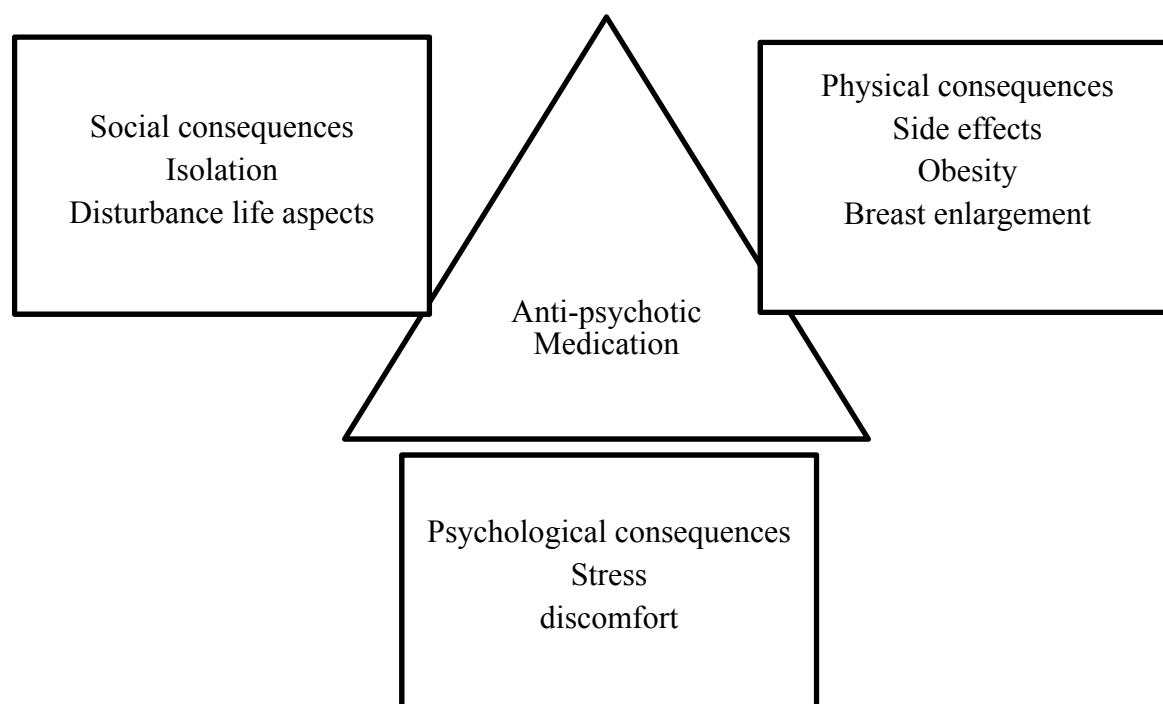 Social consequences
Isolation
Disturbance life aspects
Physical consequences
Side effects
Obesity
Breast enlargement
Anti-psychotic
Medication
Psychological consequences
Stress
discomfort